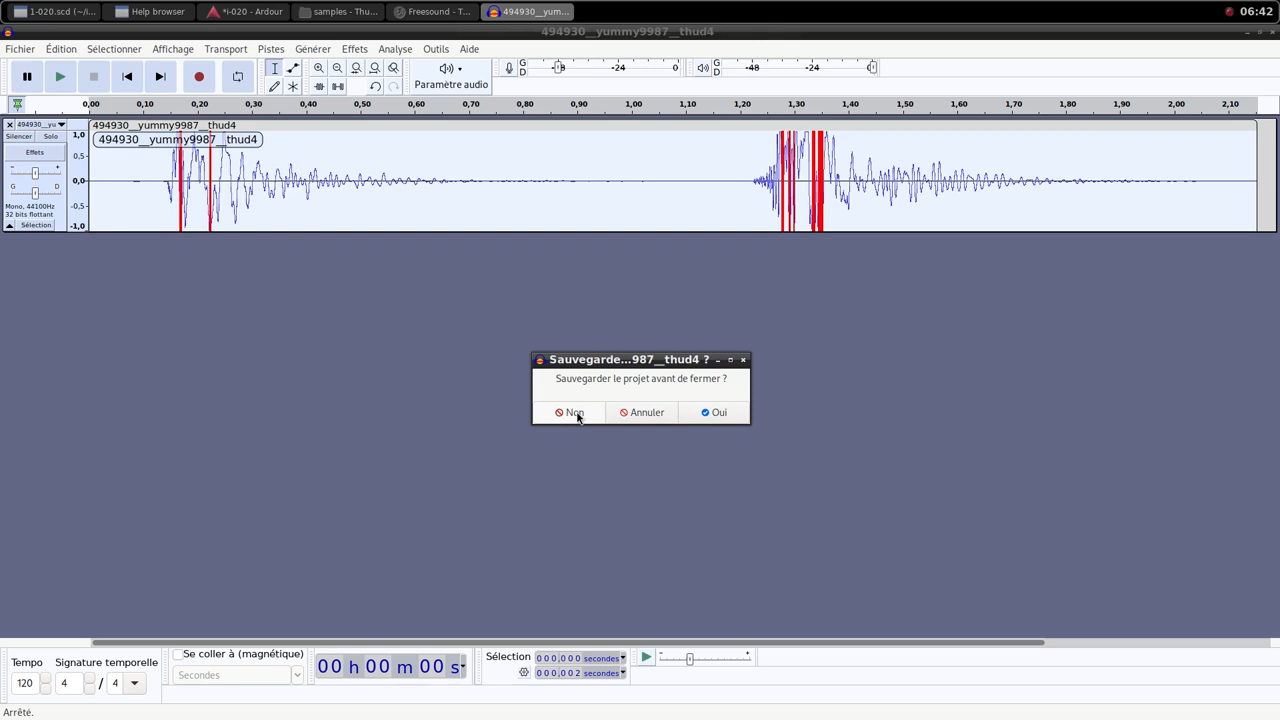 1-020.scd (~/i... Help browser *i-020 - Ardour samples - Thu... Freesound - T... 494930__yum... 06:42
494930__yummy9987__thud4
Fichier Édition Sélectionner Affichage Transport Pistes Générer Effets Analyse Outils Aide
Paramètre audio
G
D
-24 0
G
D
-48 -24
0,00 0,10 0,20 0,30 0,40 0,50 0,60 0,70 0,80 0,90 1,00 1,10 1,20 1,30 1,40 1,50 1,60 1,70 1,80 1,90 2,00 2,10
494930__yu
494930__yummy9987__thud4
Silencer Solo
494930__yummy9987__thud4
Effets
- +
G D
Mono, 44100Hz
32 bits flottant
Sélection
1,0
0,5
0,0
-0,5
-1,0
Sauvegarde...987__thud4 ?
Sauvegarder le projet avant de fermer ?
Non Annuler Oui
Tempo
120
Signature temporelle
4 / 4
Se coller à (magnétique)
Secondes
00 h 00 m 00 s
Sélection
000,000 secondes
000,002 secondes
- +
Arrêté.